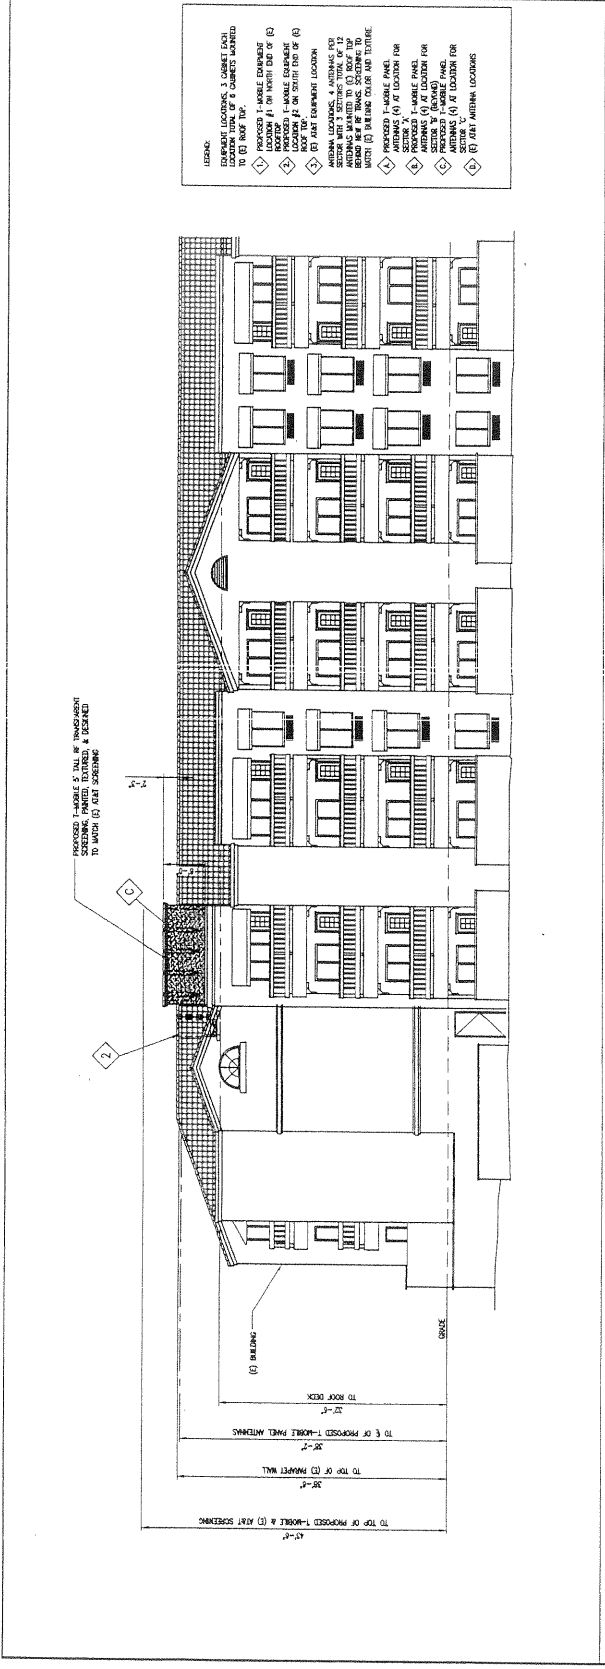 LEGEND:
EQUIPMENT LOCATIONS, 3 CABINET EACH
LOCATION TOTAL OF 6 CABINETS MOUNTED
TO (E) ROOF TOP.
1. PROPOSED T-MOBILE EQUIPMENT
LOCATION #1 ON NORTH END OF (E)
ROOFTOP
2. PROPOSED T-MOBILE EQUIPMENT
LOCATION #2 ON SOUTH END OF (E)
ROOF TOP.
3. (E) AT&T EQUIPMENT LOCATION
ANTENNA LOCATIONS, 4 ANTENNAS PER
SECTOR WITH 3 SECTORS TOTAL OF 12
ANTENNAS MOUNTED TO (E) ROOF TOP
BEHIND NEW RF TRANS. SCREENING TO
MATCH (E) BUILDING COLOR AND TEXTURE.
A. PROPOSED T-MOBILE PANEL
ANTENNAS (4) AT LOCATION FOR
SECTOR 'A'
B. PROPOSED T-MOBILE PANEL
ANTENNAS (4) AT LOCATION FOR
SECTOR 'B' (BEYOND)
C. PROPOSED T-MOBILE PANEL
ANTENNAS (4) AT LOCATION FOR
SECTOR 'C'
D. (E) AT&T ANTENNA LOCATIONS
PROPOSED T-MOBILE 5' TALL RF TRANSPARENT
SCREENING, PAINTED, TEXTURED, & DESIGNED
TO MATCH (E) AT&T SCREENING
C
2
(E) BUILDING
GRADE
TO ROOF DECK
TO ℄ OF PROPOSED T-MOBILE PANEL ANTENNAS
TO TOP OF (E) PARAPET WALL
38'-6"
TO TOP OF PROPOSED T-MOBILE & (E) AT&T SCREENING
43'-6"